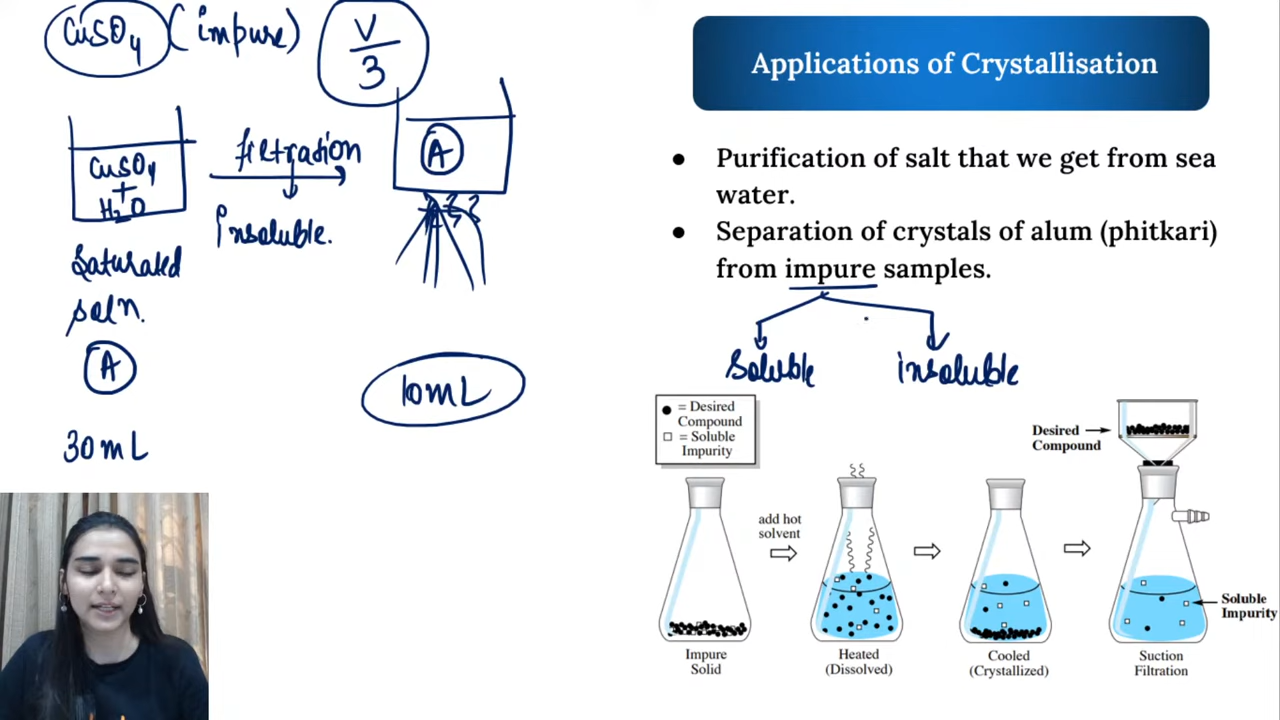 CuSO4 (impure)
V
3
CuSO4
+
H2O
filtration
insoluble.
A
Saturated
soln.
A
30mL
10mL
Applications of Crystallisation
● Purification of salt that we get from sea
water.
● Separation of crystals of alum (phitkari)
from impure samples.
Soluble
insoluble
● = Desired
Compound
□ = Soluble
Impurity
add hot
solvent
Desired
Compound
Soluble
Impurity
Impure
Solid
Heated
(Dissolved)
Cooled
(Crystallized)
Suction
Filtration